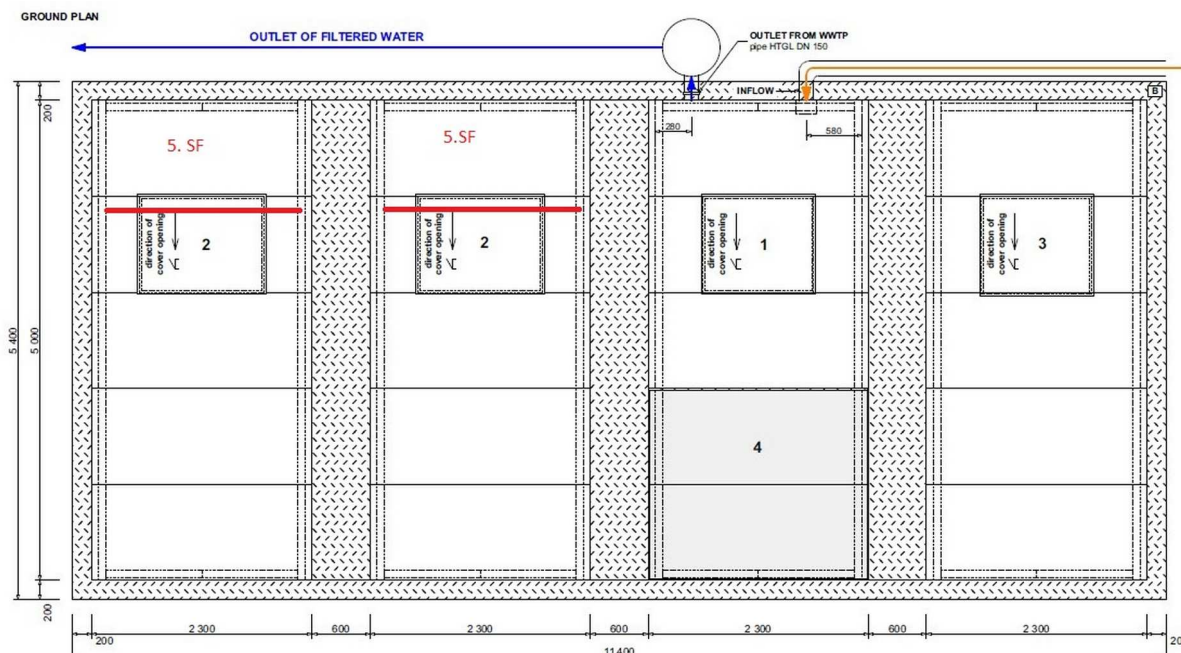 GROUND PLAN
OUTLET OF FILTERED WATER
OUTLET FROM WWTP
pipe HTGL DN 150
INFLOW
B
200
280
580
5. SF
5.SF
direction of
cover opening
2
direction of
cover opening
2
direction of
cover opening
1
direction of
cover opening
3
5 400
5 000
4
200
2 300
600
2 300
600
2 300
600
2 300
200
11 400